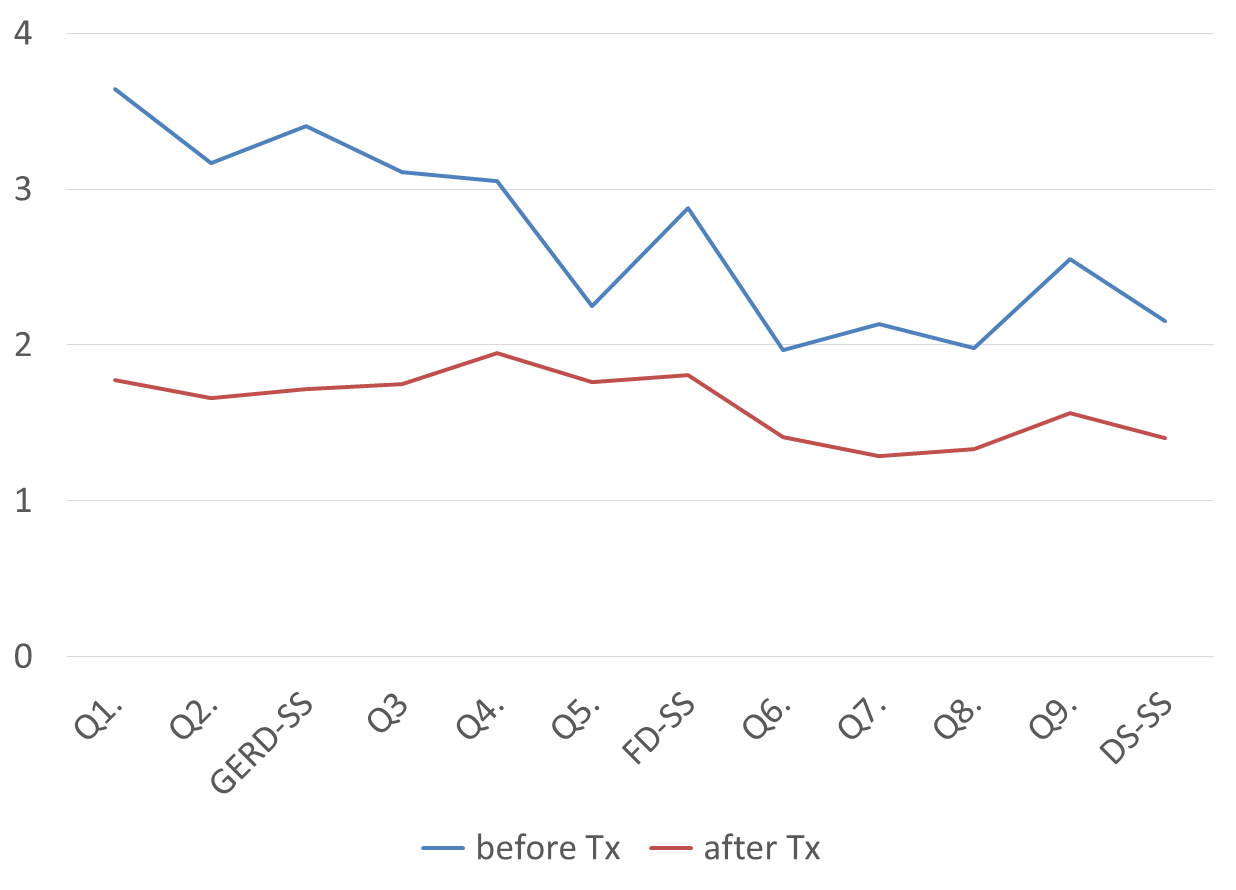 4
3
2
1
0
Q1.
Q2.
GERD-SS
Q3
Q4.
Q5.
FD-SS
Q6.
Q7.
Q8.
Q9.
DS-SS
before Tx
after Tx